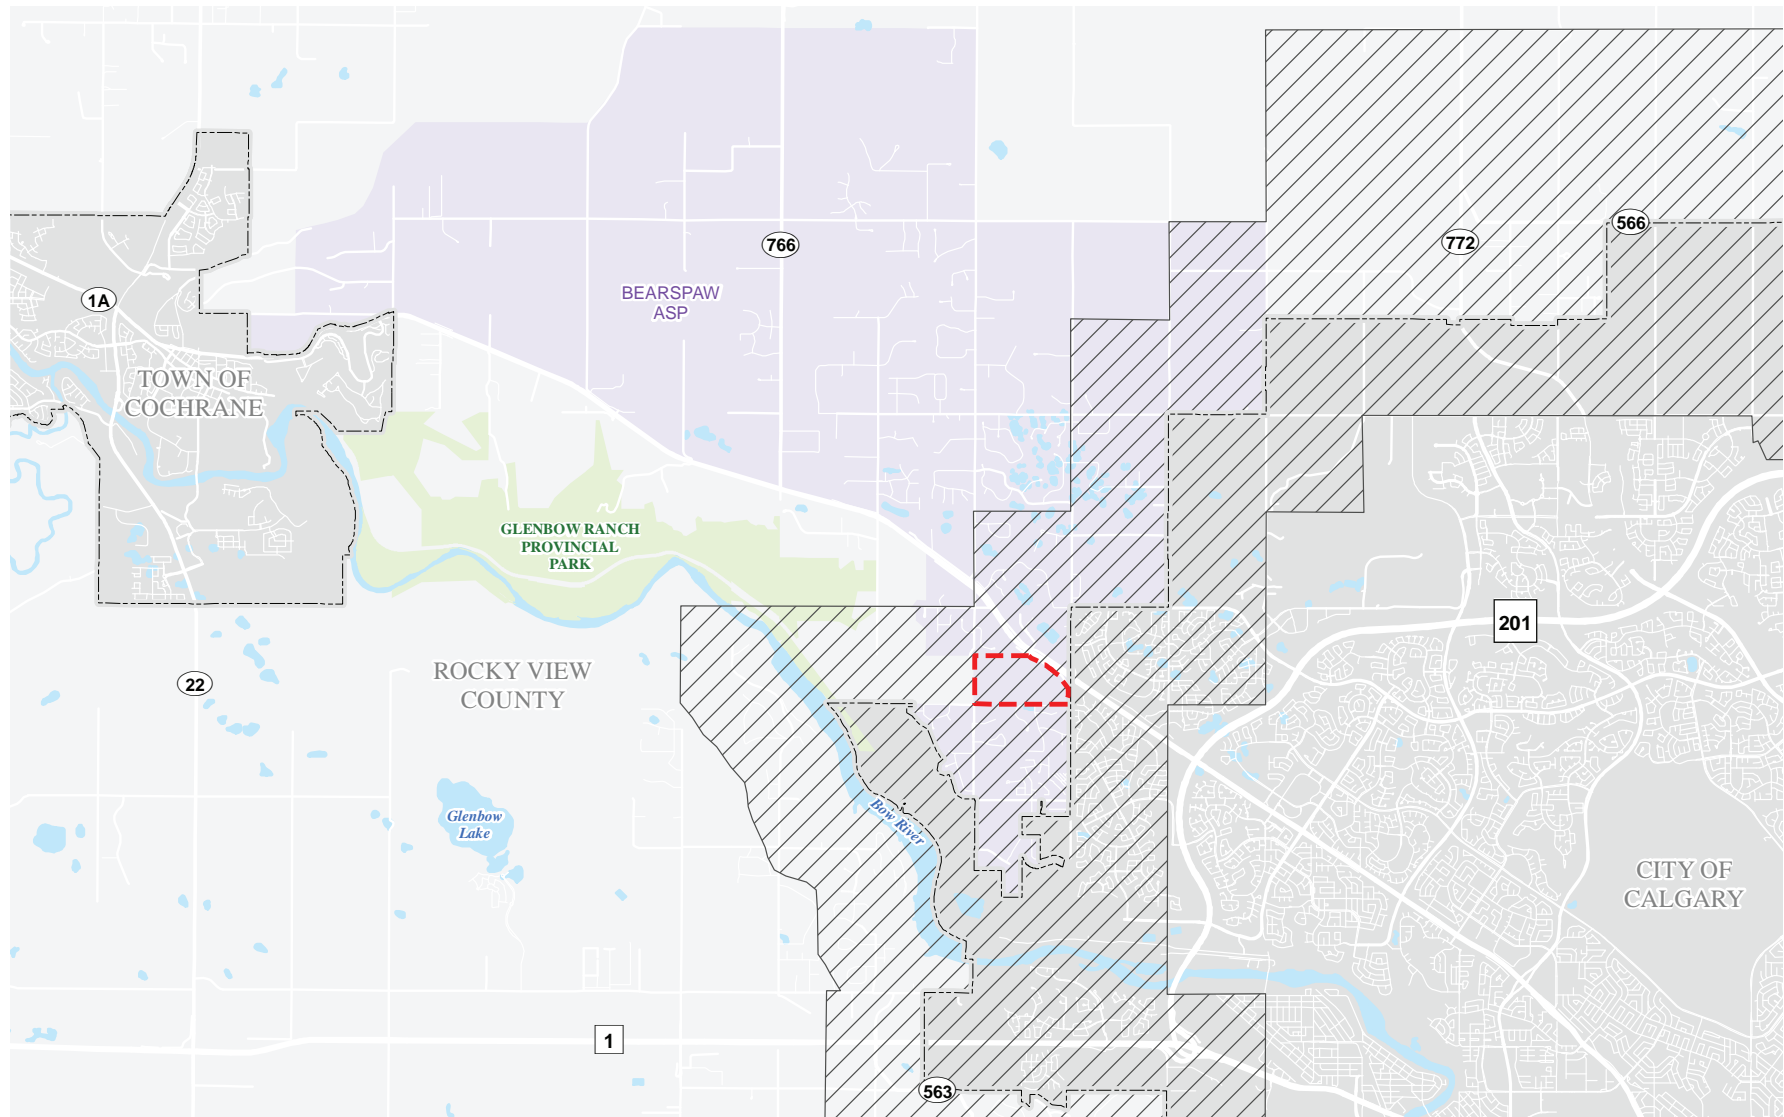 566
772
766
BEARSPAW
ASP
1A
TOWN OF
COCHRANE
GLENBOW RANCH
PROVINCIAL
PARK
201
ROCKY VIEW
COUNTY
22
Glenbow
Lake
Bow River
CITY OF
CALGARY
1
563